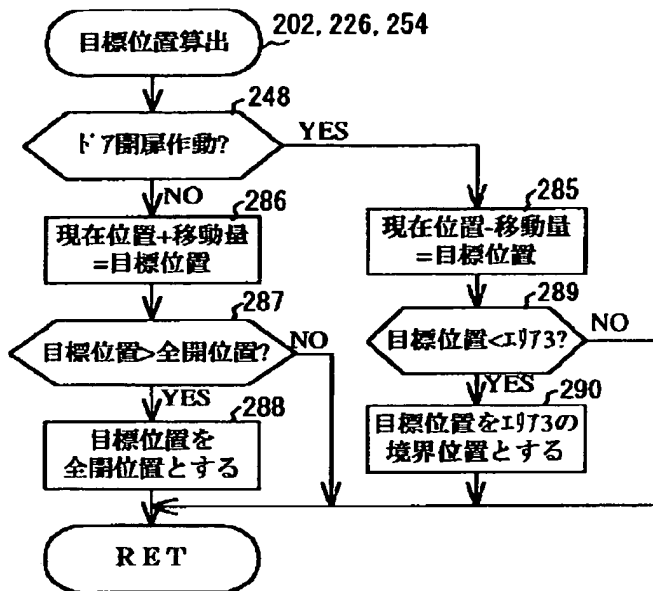 目標位置算出
202, 226, 254
248
ドア開扉作動?
YES
NO
286
現在位置+移動量
=目標位置
287
目標位置>全開位置?
NO
YES
288
目標位置を
全開位置とする
285
現在位置-移動量
=目標位置
289
目標位置<エリア3?
NO
YES
290
目標位置をエリア3の
境界位置とする
RET